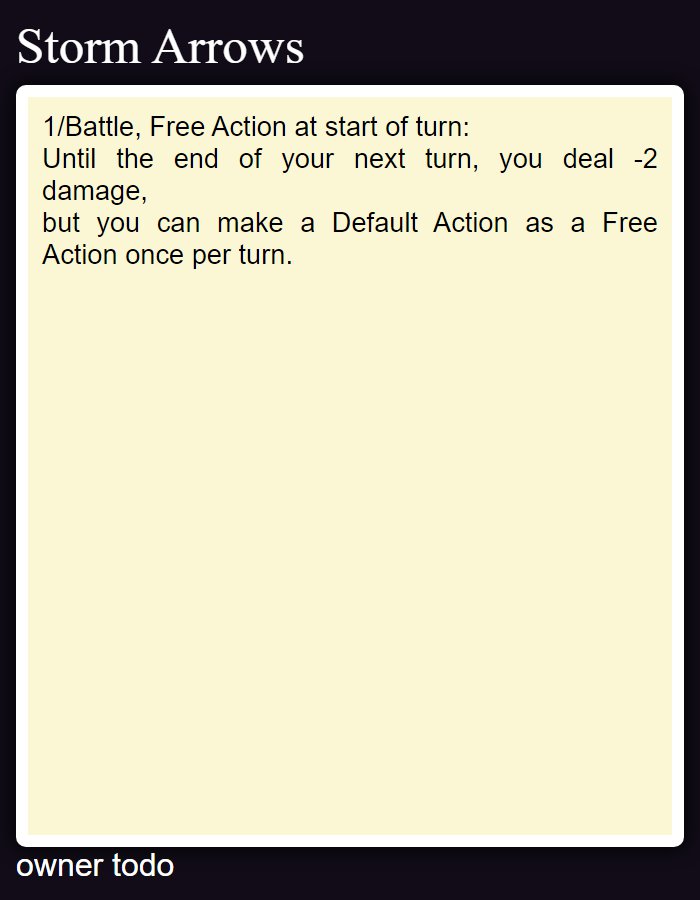 Storm Arrows
1/Battle, Free Action at start of turn:
Until the end of your next turn, you deal -2
damage,
but you can make a Default Action as a Free
Action once per turn.
owner todo